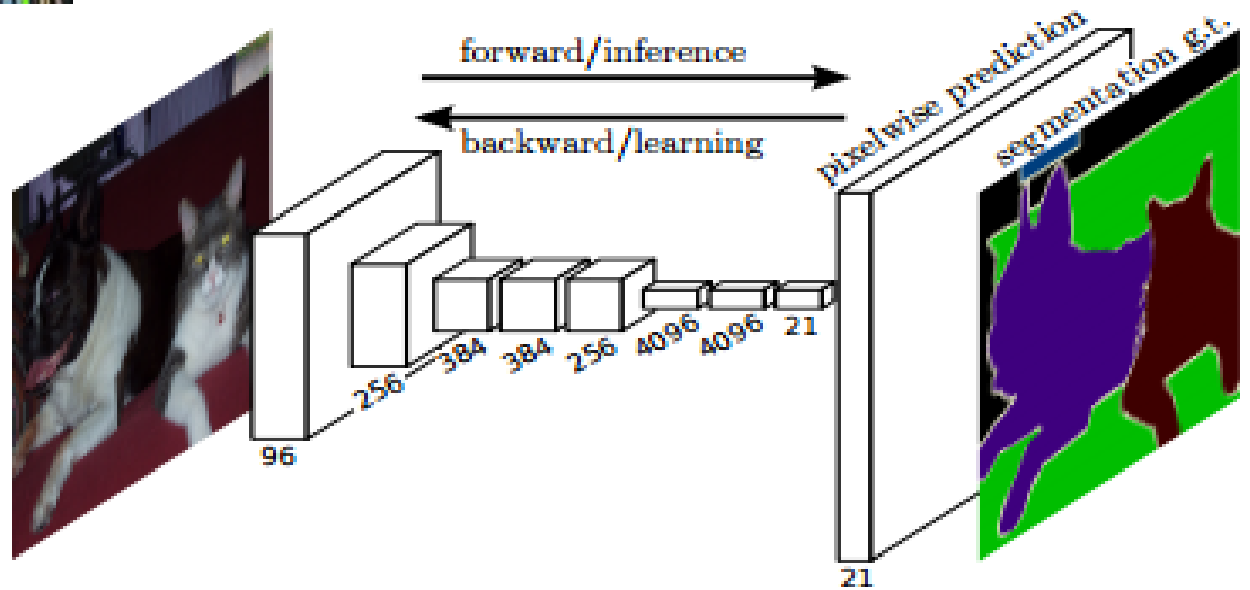 forward/inference
backward/learning
pixelwise prediction
segmentation g.t.
96
256
384
384
256
4096
4096
21
21